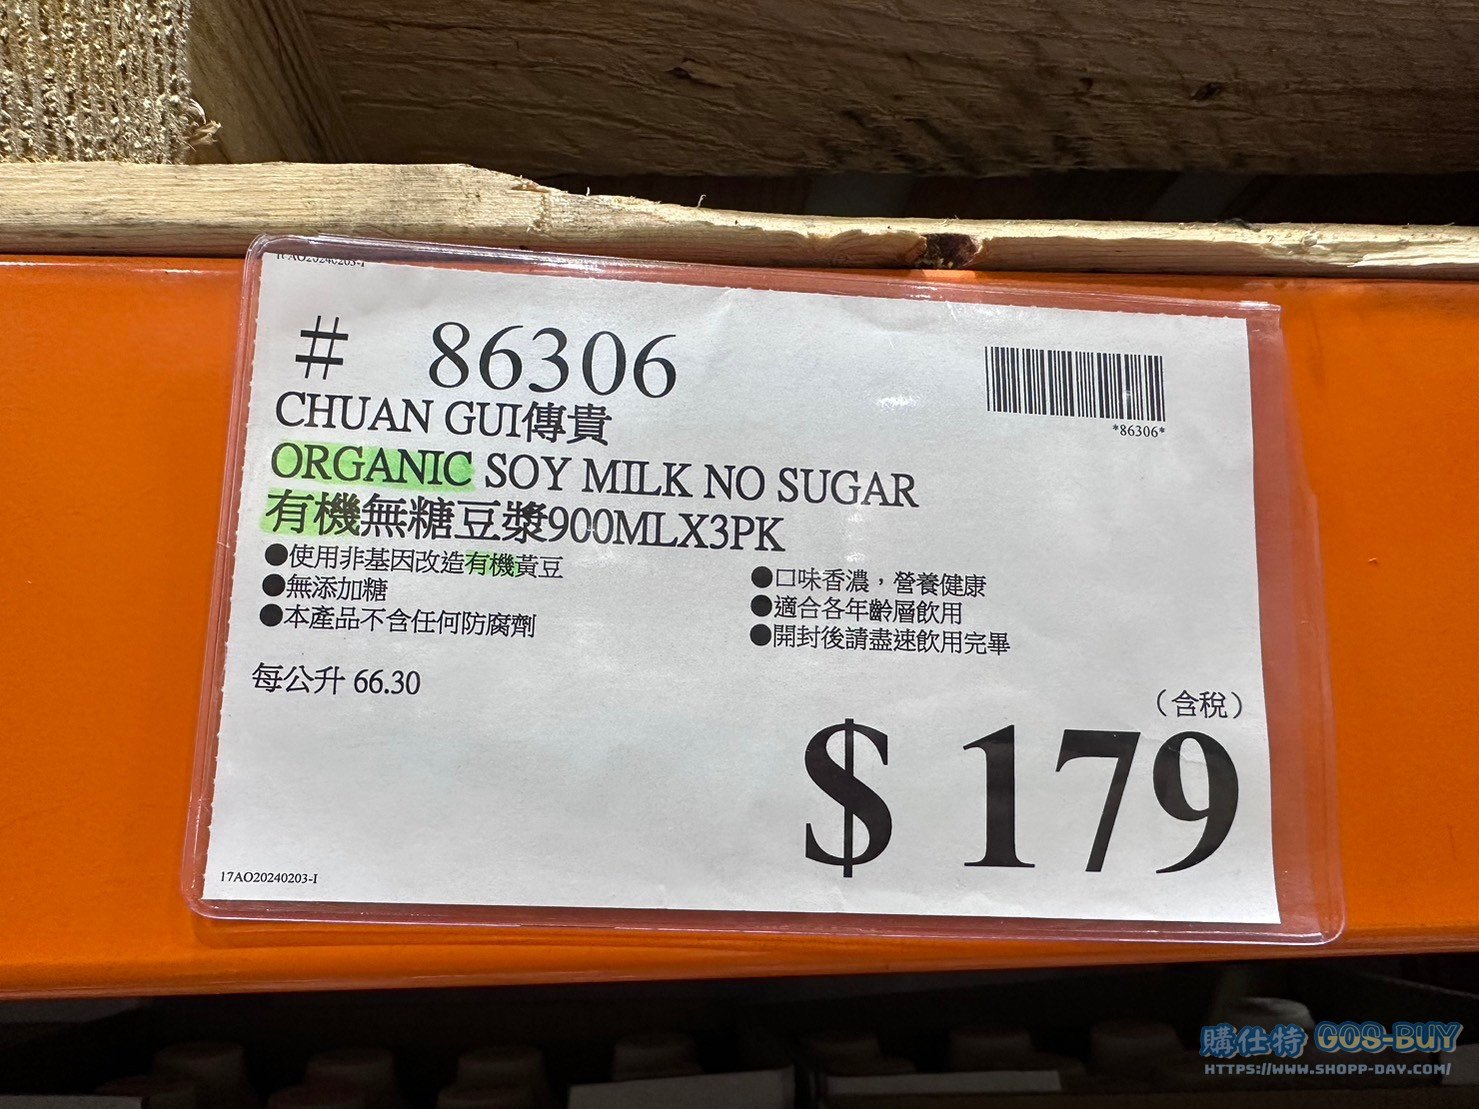 17AO20240203-I
# 86306
*86306*
CHUAN GUI傳貴
ORGANIC SOY MILK NO SUGAR
有機無糖豆漿900MLX3PK
●使用非基因改造有機黃豆
●無添加糖
●本產品不含任何防腐劑
●口味香濃，營養健康
●適合各年齡層飲用
●開封後請盡速飲用完畢
每公升 66.30
（含稅）
$ 179
17AO20240203-I
購仕特 GOS-BUY
HTTPS://WWW.SHOPP-DAY.COM/